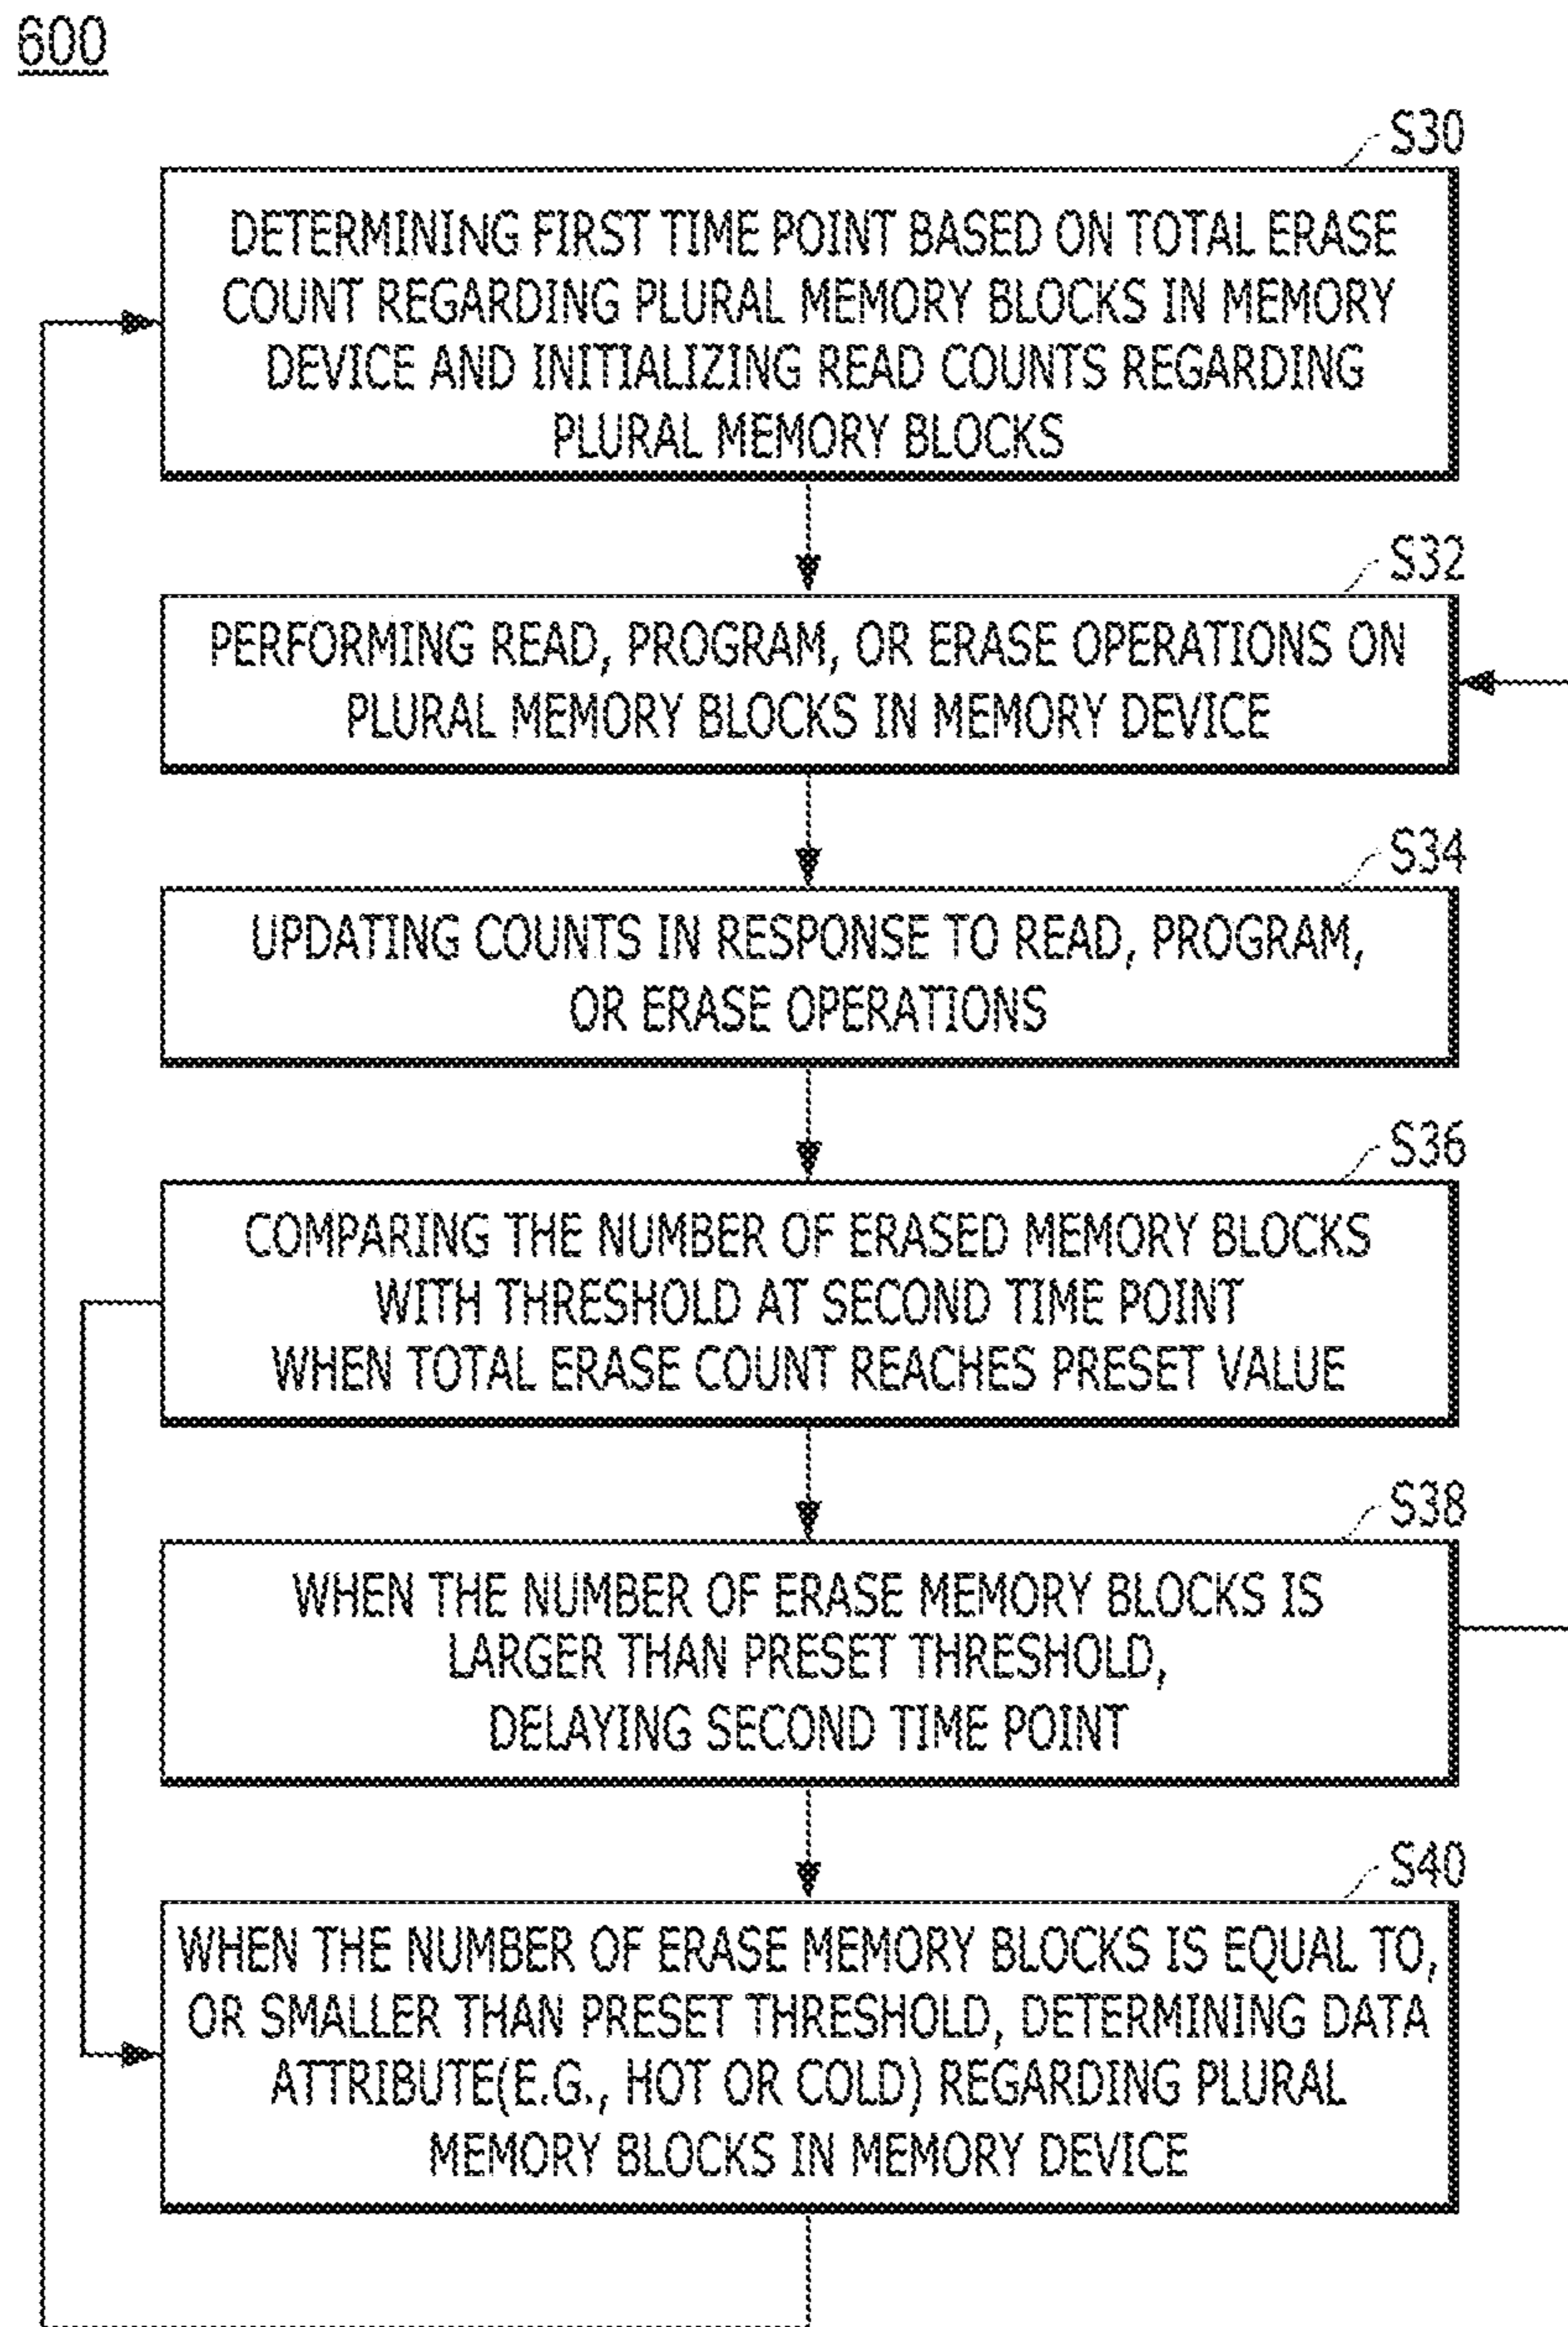 600
S30
DETERMINING FIRST TIME POINT BASED ON TOTAL ERASE
COUNT REGARDING PLURAL MEMORY BLOCKS IN MEMORY
DEVICE AND INITIALIZING READ COUNTS REGARDING
PLURAL MEMORY BLOCKS
S32
PERFORMING READ, PROGRAM, OR ERASE OPERATIONS ON
PLURAL MEMORY BLOCKS IN MEMORY DEVICE
S34
UPDATING COUNTS IN RESPONSE TO READ, PROGRAM,
OR ERASE OPERATIONS
S36
COMPARING THE NUMBER OF ERASED MEMORY BLOCKS
WITH THRESHOLD AT SECOND TIME POINT
WHEN TOTAL ERASE COUNT REACHES PRESET VALUE
S38
WHEN THE NUMBER OF ERASE MEMORY BLOCKS IS
LARGER THAN PRESET THRESHOLD,
DELAYING SECOND TIME POINT
S40
WHEN THE NUMBER OF ERASE MEMORY BLOCKS IS EQUAL TO,
OR SMALLER THAN PRESET THRESHOLD, DETERMINING DATA
ATTRIBUTE(E.G., HOT OR COLD) REGARDING PLURAL
MEMORY BLOCKS IN MEMORY DEVICE